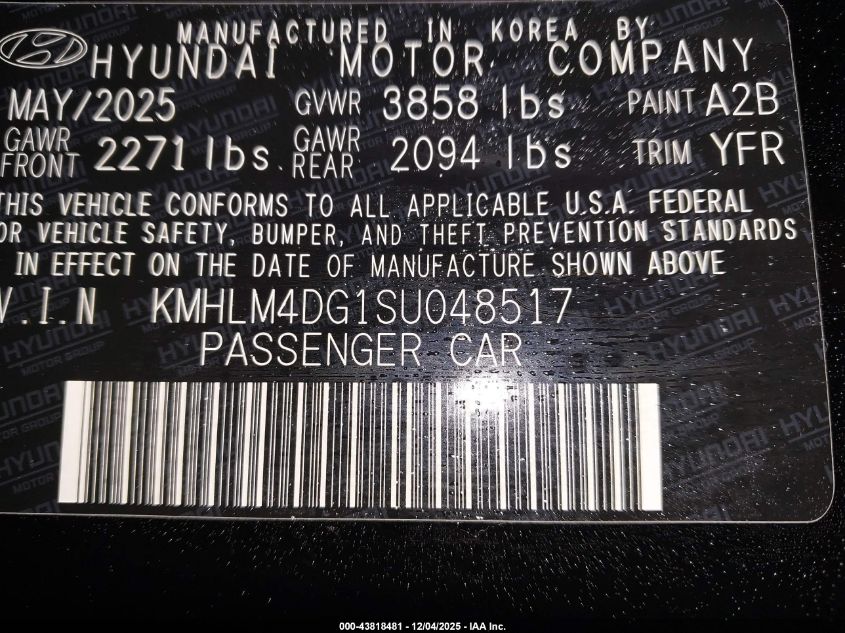 MANUFACTURED IN KOREA BY
HYUNDAI MOTOR COMPANY
MAY/2025 GVWR 3858 lbs PAINT A2B
GAWR FRONT 2271 lbs GAWR REAR 2094 lbs TRIM YFR
THIS VEHICLE CONFORMS TO ALL APPLICABLE U.S.A. FEDERAL
OR VEHICLE SAFETY, BUMPER, AND THEFT PREVENTION STANDARDS
IN EFFECT ON THE DATE OF MANUFACTURE SHOWN ABOVE
V.I.N KMHLM4DG1SU048517
PASSENGER CAR
000-43818481 - 12/04/2025 - IAA Inc.